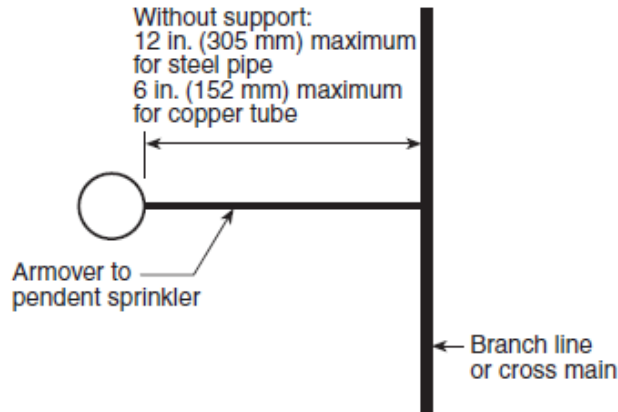 Without support:
12 in. (305 mm) maximum
for steel pipe
6 in. (152 mm) maximum
for copper tube
Armover to
pendent sprinkler
Branch line
or cross main